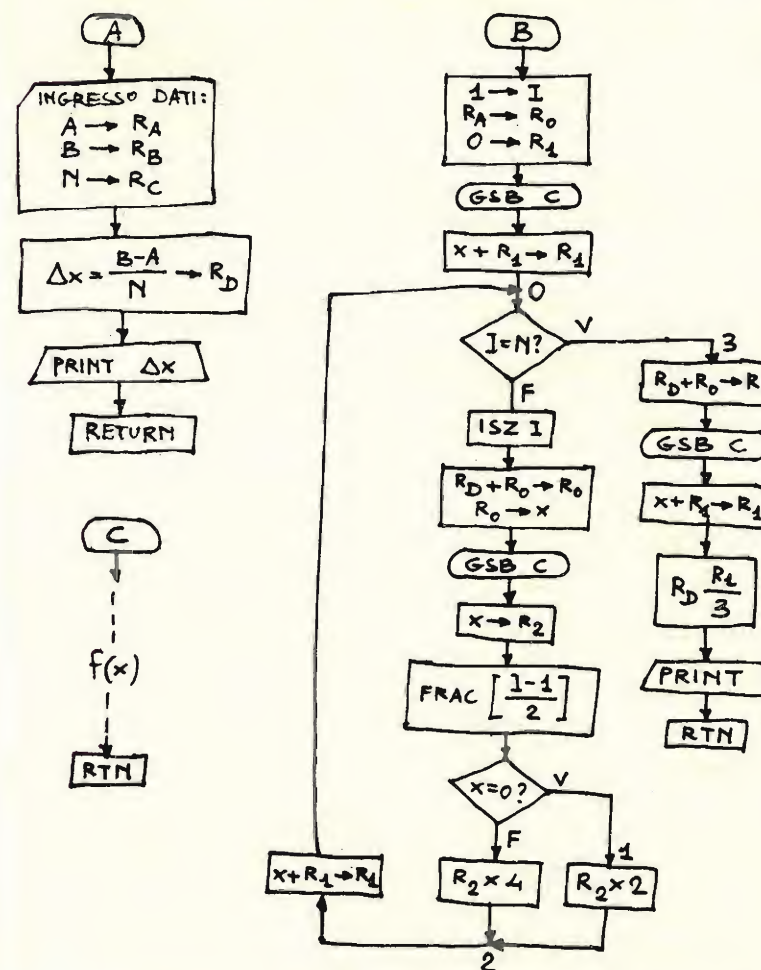 A
INGRESSO DATI:
A → R_A
B → R_B
N → R_C
Δx = (B-A)/N → R_D
PRINT Δx
RETURN
C
f(x)
RTN
B
1 → I
R_A → R_0
0 → R_1
GSB C
x + R_1 → R_1
0
I=N?
V
F
ISZ I
R_D + R_0 → R_0
R_0 → x
GSB C
x → R_2
FRAC [(I-1)/2]
x=0?
V
F
1
R_2 × 4
R_2 × 2
2
x + R_1 → R_1
3
R_D + R_0 → R
GSB C
x + R_1 → R_1
R_D R_1/3
PRINT
RTN